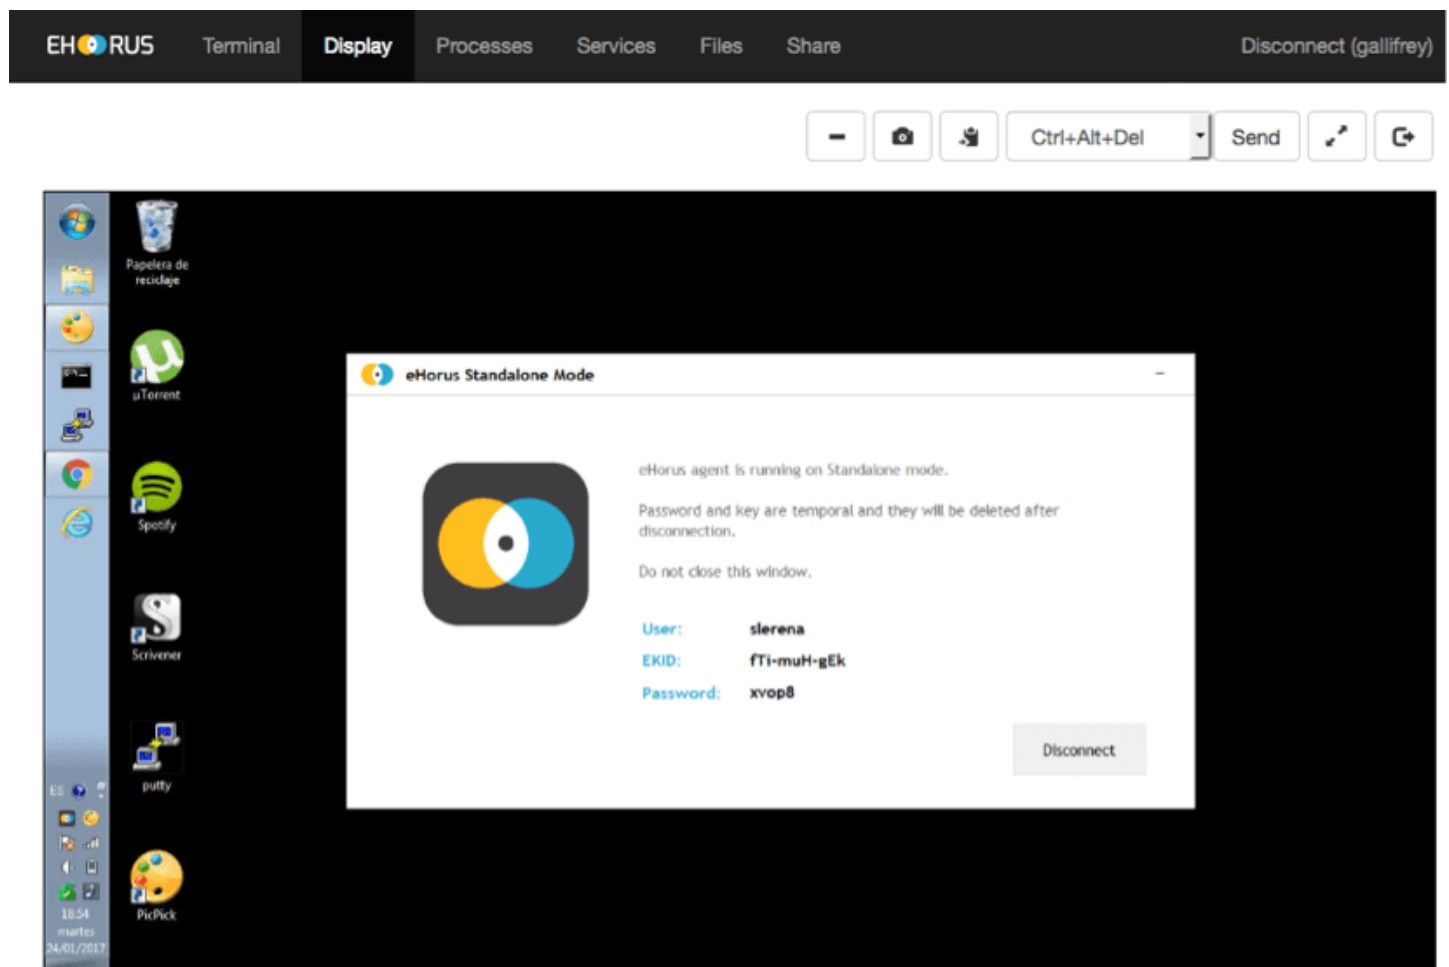 EHORUS Terminal Display Processes Services Files Share Disconnect (gallifrey)
Ctrl+Alt+Del Send
Papelera de
reciclaje
µTorrent
Spotify
Scrivener
putty
PicPick
eHorus Standalone Mode
eHorus agent is running on Standalone mode.
Password and key are temporal and they will be deleted after
disconnection.
Do not close this window.
User: slerena
EKID: fTi-muH-gEk
Password: xvop8
Disconnect
ES
18:54
martes
24/01/2017